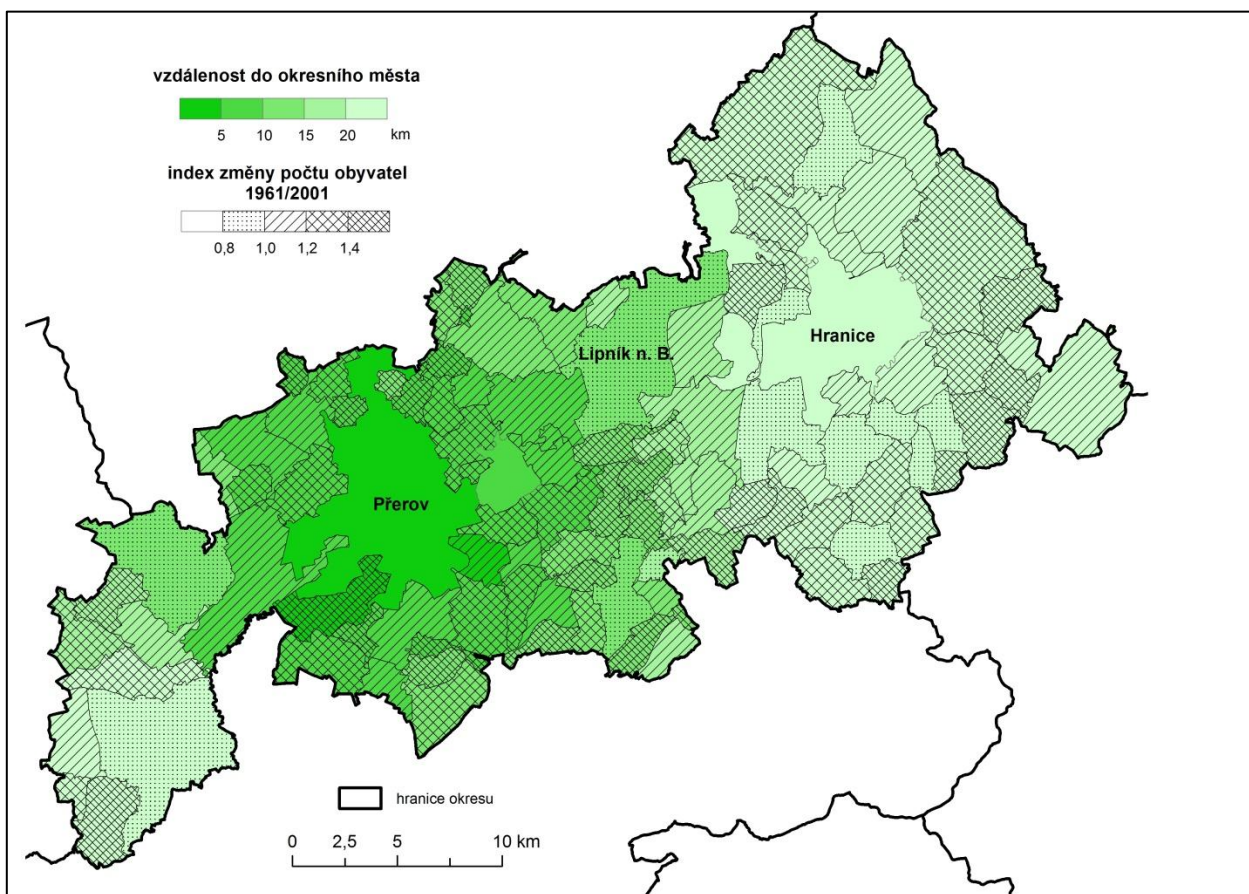 vzdálenost do okresního města
5 10 15 20 km
index změny počtu obyvatel
1961/2001
0,8 1,0 1,2 1,4
Hranice
Lipník n. B.
Přerov
hranice okresu
0 2,5 5 10 km